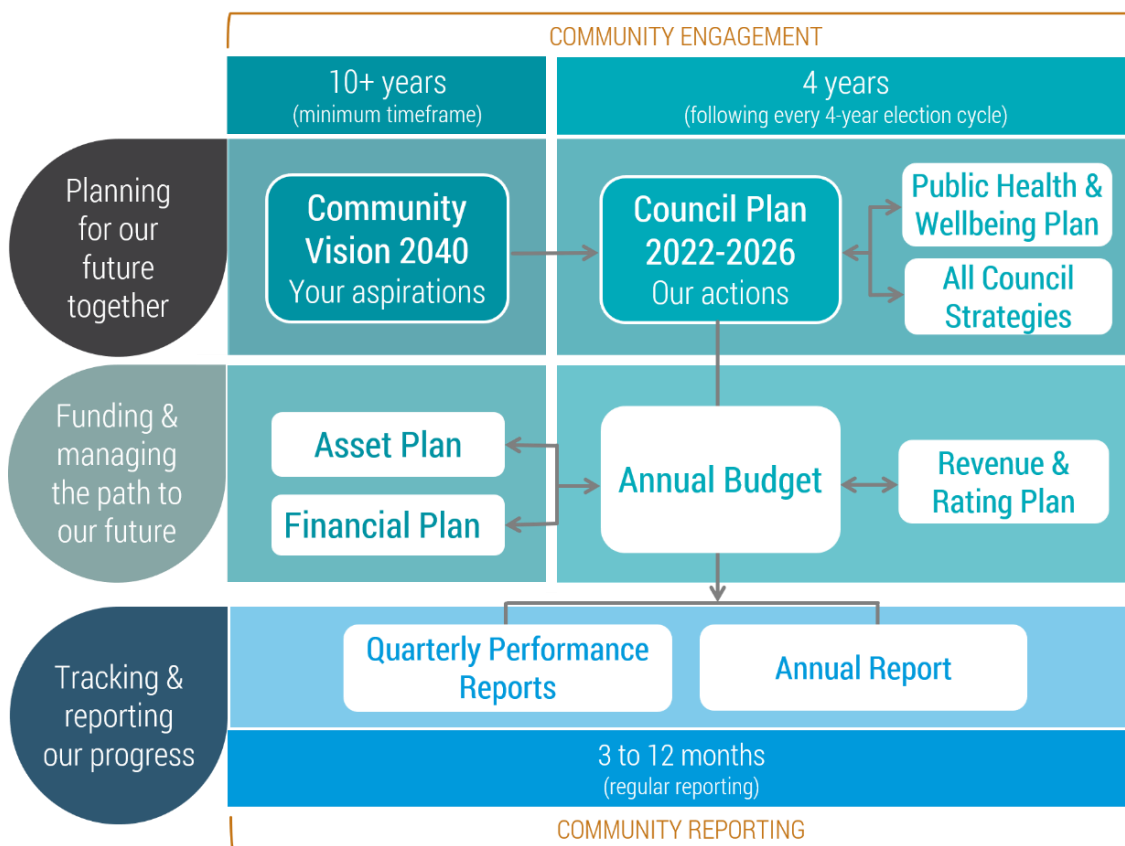 COMMUNITY ENGAGEMENT
10+ years
(minimum timeframe)
4 years
(following every 4-year election cycle)
Planning
for our
future
together
Community
Vision 2040
Your aspirations
Council Plan
2022-2026
Our actions
Public Health &
Wellbeing Plan
All Council
Strategies
Funding &
managing
the path to
our future
Asset Plan
Financial Plan
Annual Budget
Revenue &
Rating Plan
Tracking &
reporting
our progress
Quarterly Performance
Reports
Annual Report
3 to 12 months
(regular reporting)
COMMUNITY REPORTING